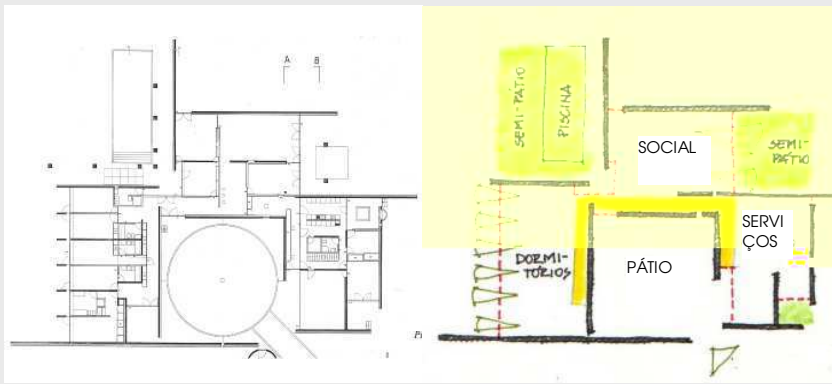 A B
SEMI-PÁTIO
PISCINA
SOCIAL
SEMI-
PÁTIO
SERVI
ÇOS
DORMI-
TÓRIOS
PÁTIO